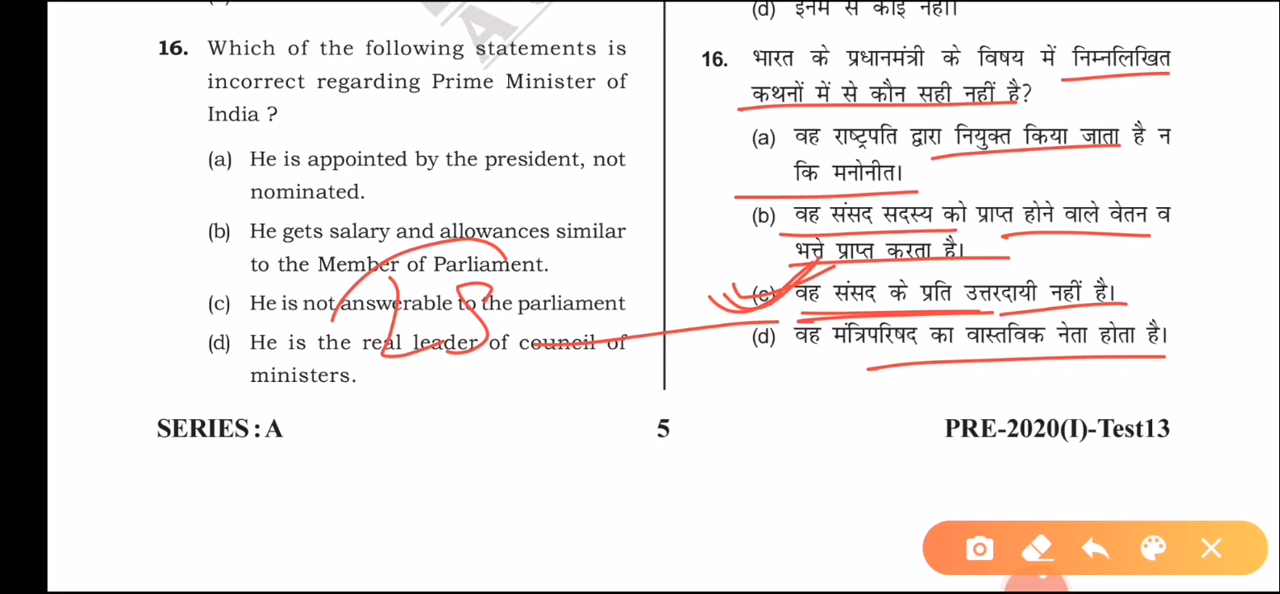 16. Which of the following statements is
incorrect regarding Prime Minister of
India ?
(a) He is appointed by the president, not
nominated.
(b) He gets salary and allowances similar
to the Member of Parliament.
(c) He is not answerable to the parliament
(d) He is the real leader of council of
ministers.
(d) इनमें से कोई नहीं।
16. भारत के प्रधानमंत्री के विषय में निम्नलिखित
कथनों में से कौन सही नहीं है?
(a) वह राष्ट्रपति द्वारा नियुक्त किया जाता है न
कि मनोनीत।
(b) वह संसद सदस्य को प्राप्त होने वाले वेतन व
भत्ते प्राप्त करता है।
(c) वह संसद के प्रति उत्तरदायी नहीं है।
(d) वह मंत्रिपरिषद का वास्तविक नेता होता है।
SERIES : A 5 PRE-2020(I)-Test13